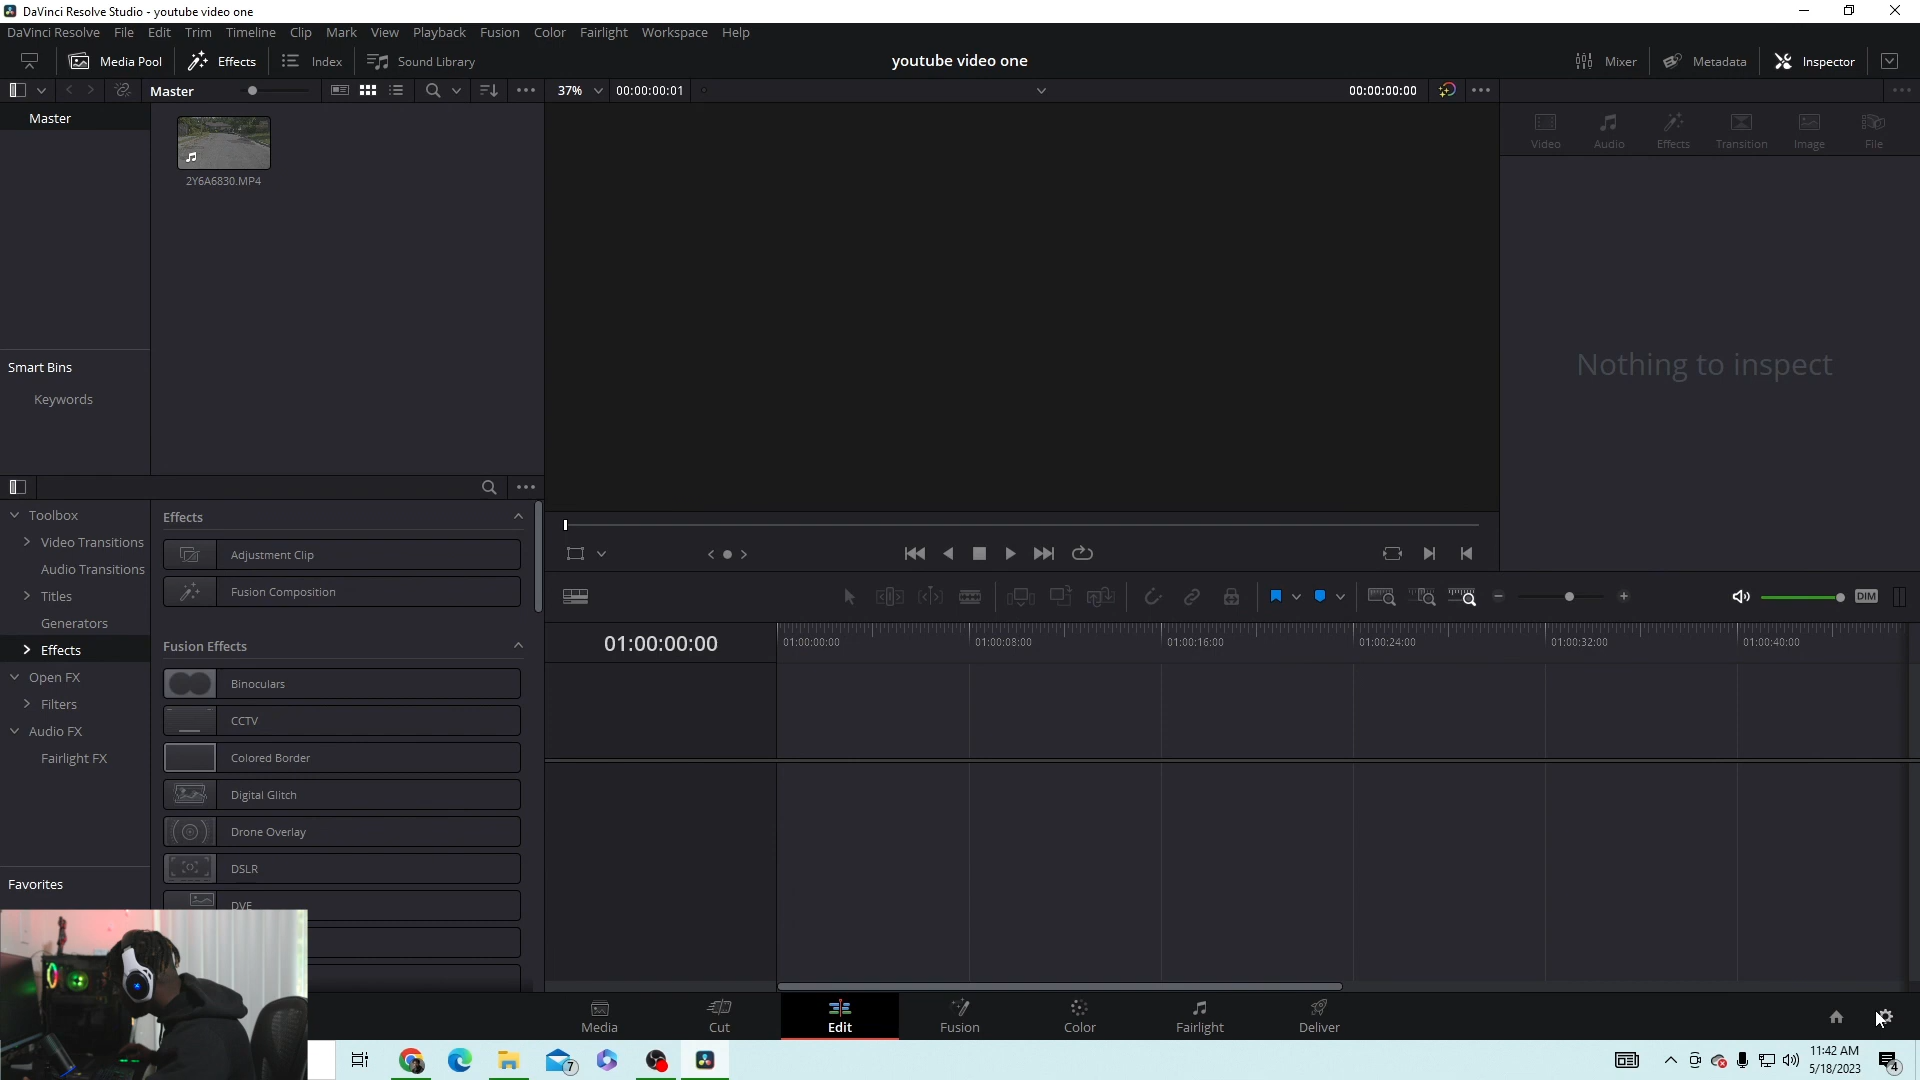 DaVinci Resolve Studio - youtube video one
DaVinci Resolve File Edit Trim Timeline Clip Mark View Playback Fusion Color Fairlight Workspace Help
Media Pool Effects Index Sound Library youtube video one Mixer Metadata Inspector
Master 37% 00:00:00:01 00:00:00:00
Master
2Y6A6830.MP4
Video Audio Effects Transition Image File
Nothing to inspect
Smart Bins
Keywords
Toolbox
Video Transitions
Audio Transitions
Titles
Generators
Effects
Open FX
Filters
Audio FX
Fairlight FX
Favorites
Effects
Adjustment Clip
Fusion Composition
Fusion Effects
Binoculars
CCTV
Colored Border
Digital Glitch
Drone Overlay
DSLR
DVE
DIM
01:00:00:00
01:00:00:00 01:00:08:00 01:00:16:00 01:00:24:00 01:00:32:00 01:00:40:00
Media Cut Edit Fusion Color Fairlight Deliver
7
11:42 AM
5/18/2023
4